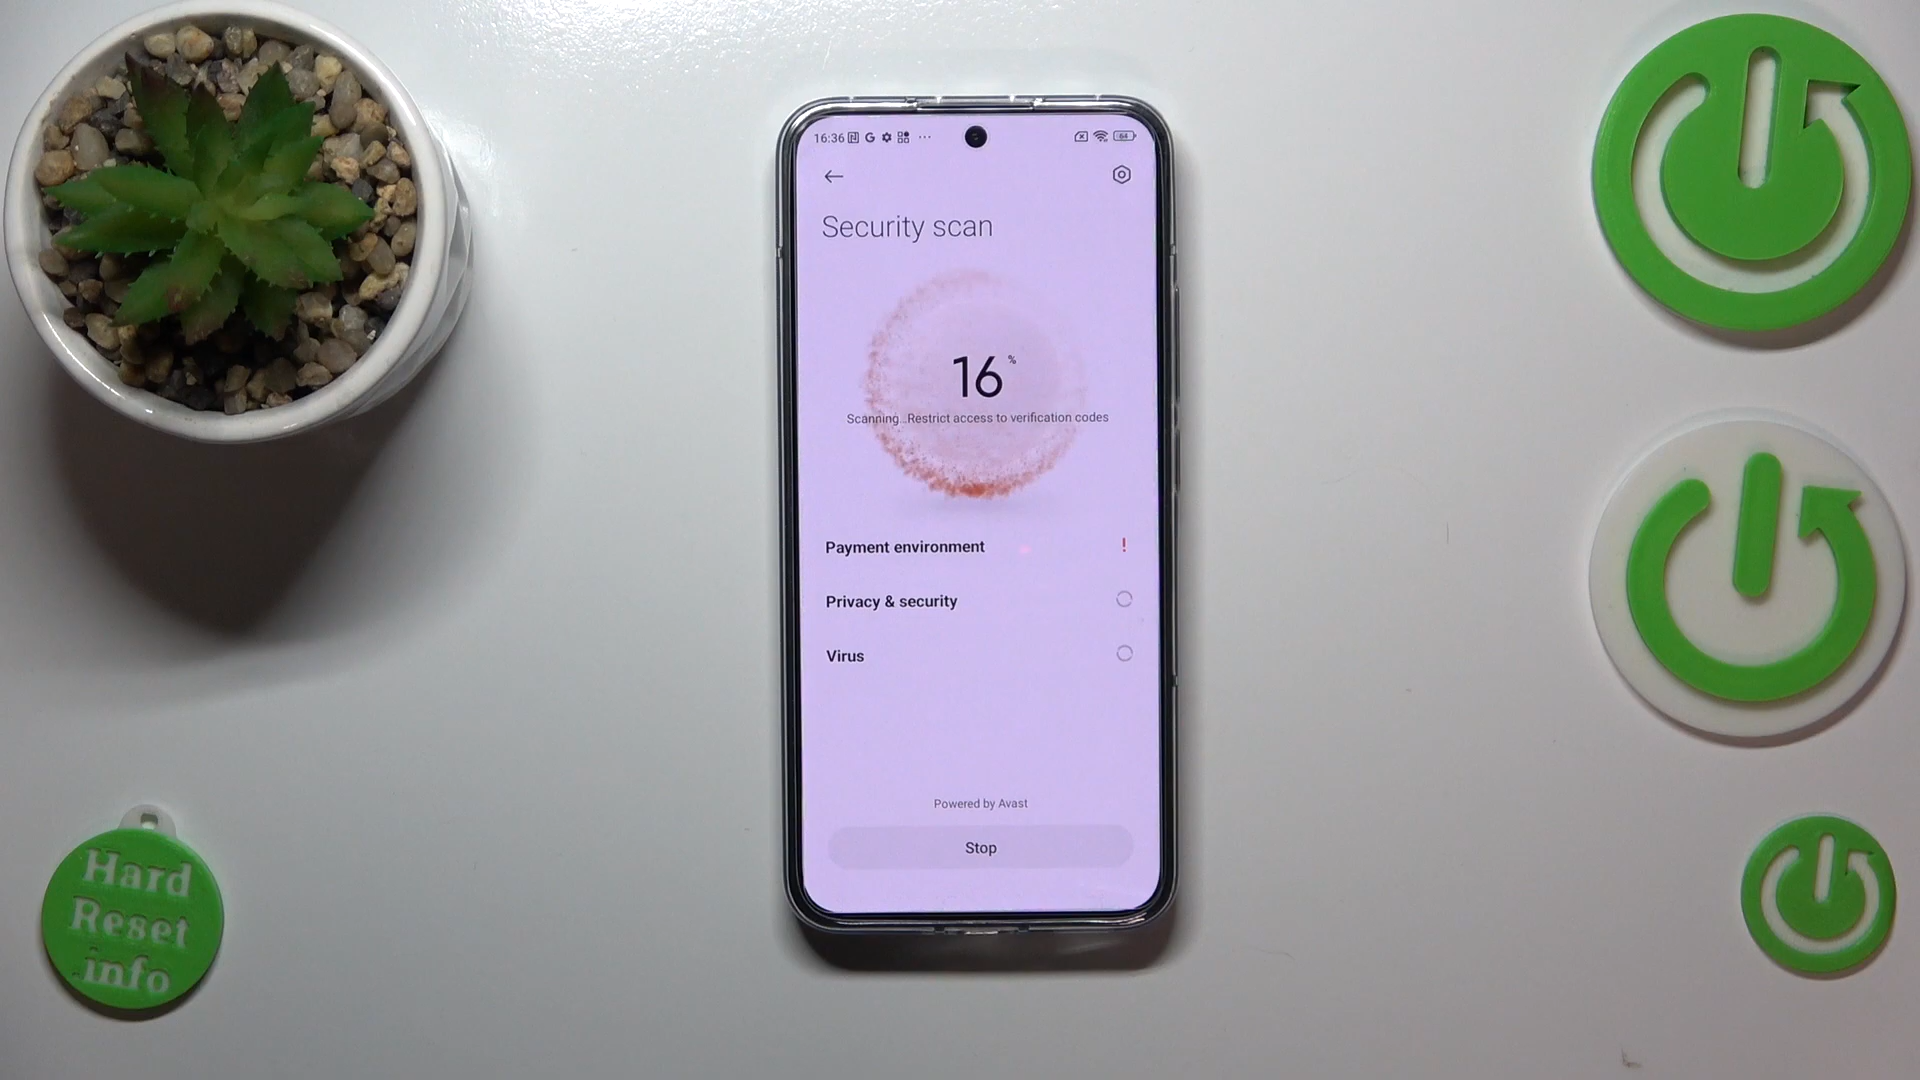 16:36
64
Security scan
16 %
Scanning...Restrict access to verification codes
Payment environment !
Privacy & security
Virus
Powered by Avast
Stop
Hard
Reset
.info